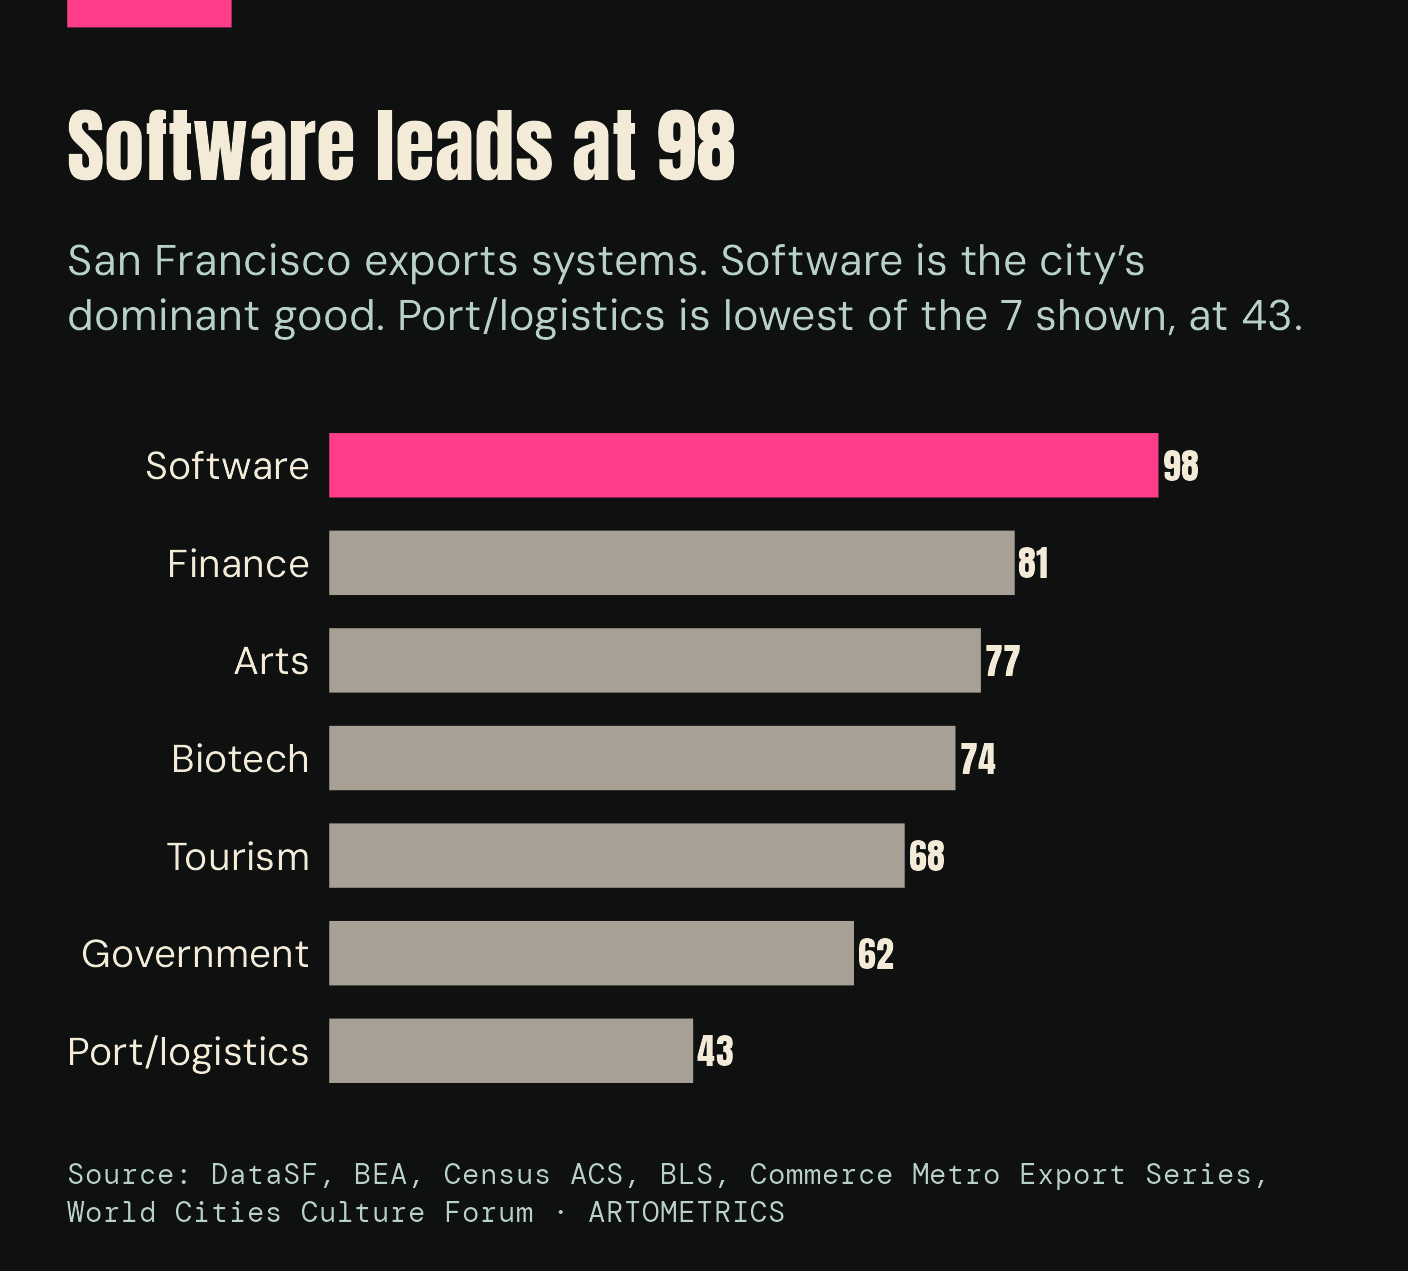 Software leads at 98
San Francisco exports systems. Software is the city’s
dominant good. Port/logistics is lowest of the 7 shown, at 43.
Software 98
Finance 81
Arts 77
Biotech 74
Tourism 68
Government 62
Port/logistics 43
Source: DataSF, BEA, Census ACS, BLS, Commerce Metro Export Series,
World Cities Culture Forum · ARTOMETRICS